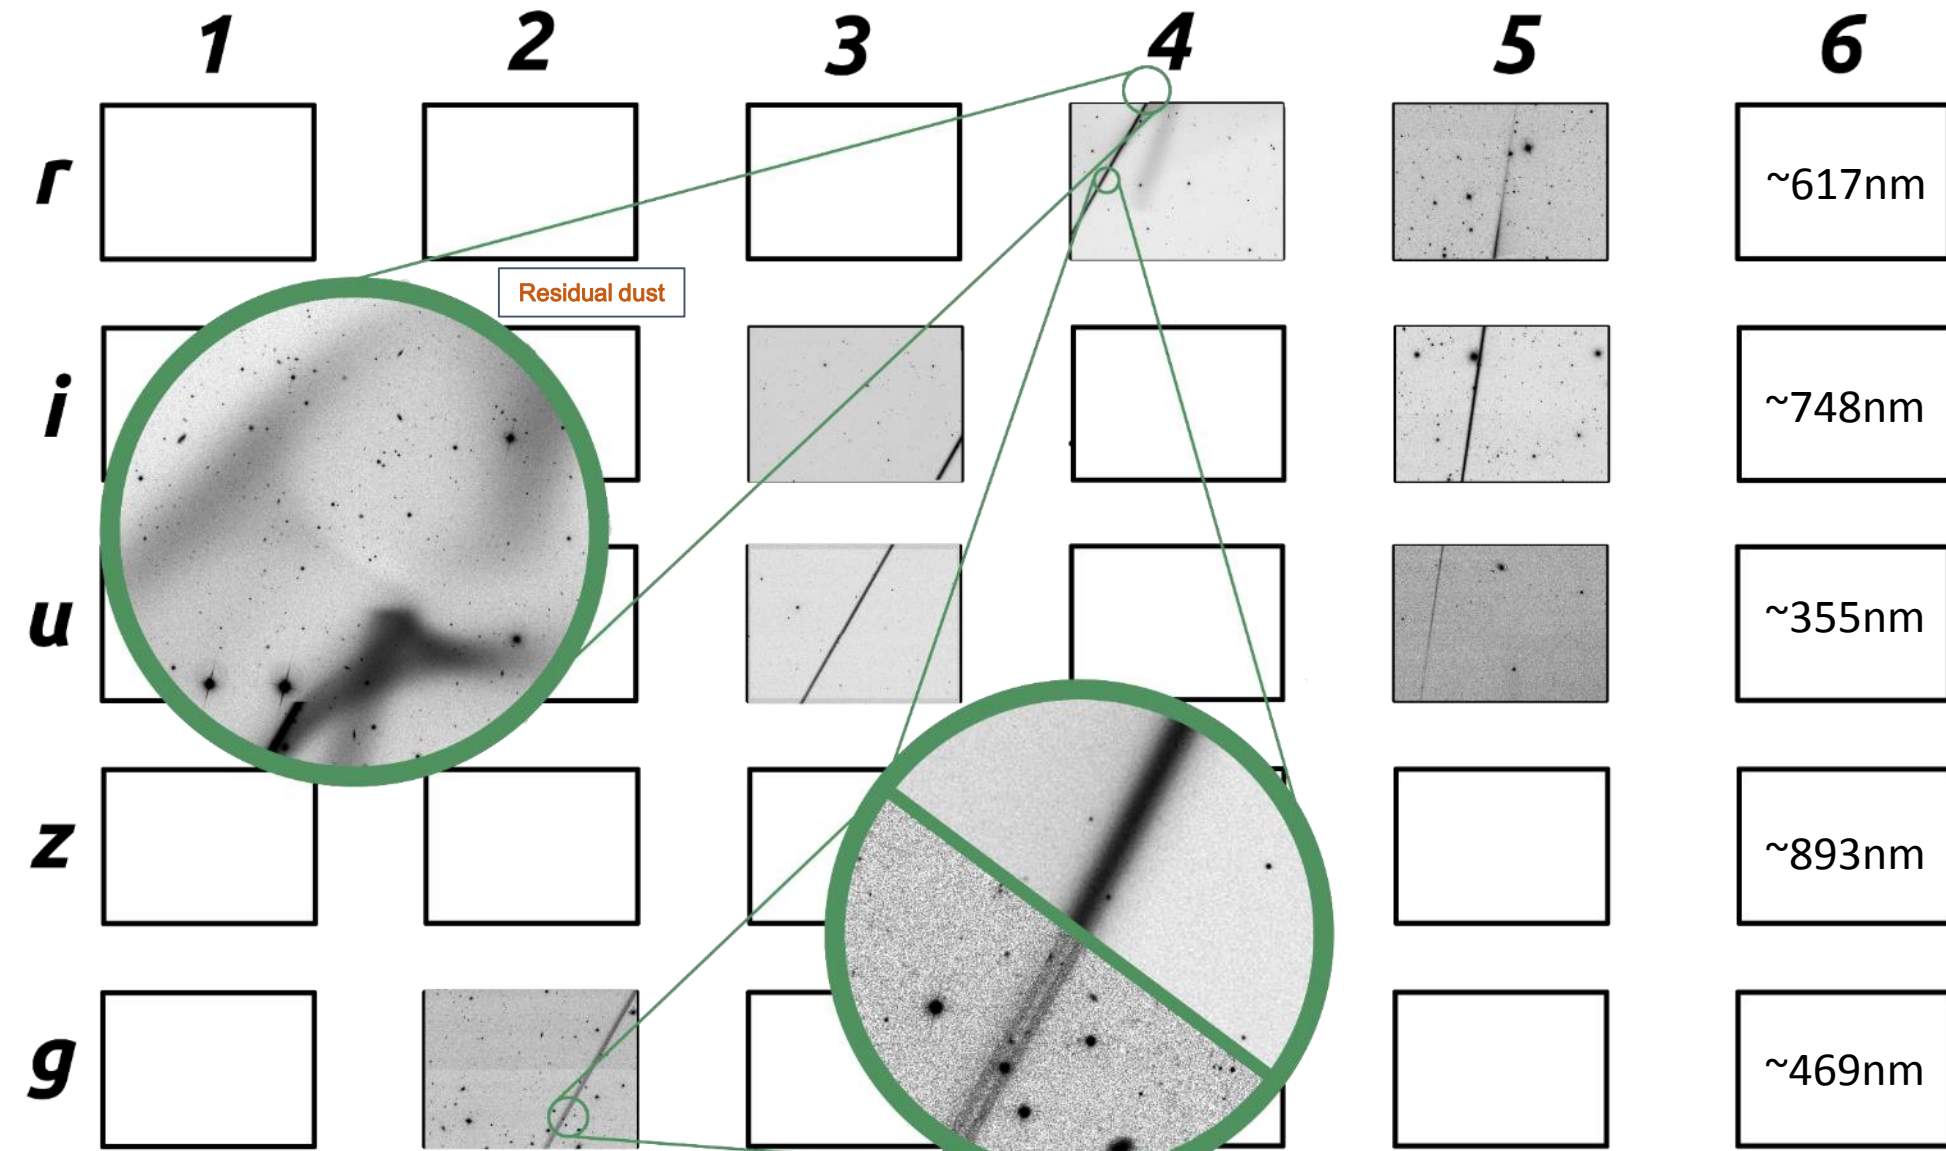 1 2 3 4 5 6
r ~617nm
Residual dust
i ~748nm
u ~355nm
z ~893nm
g ~469nm